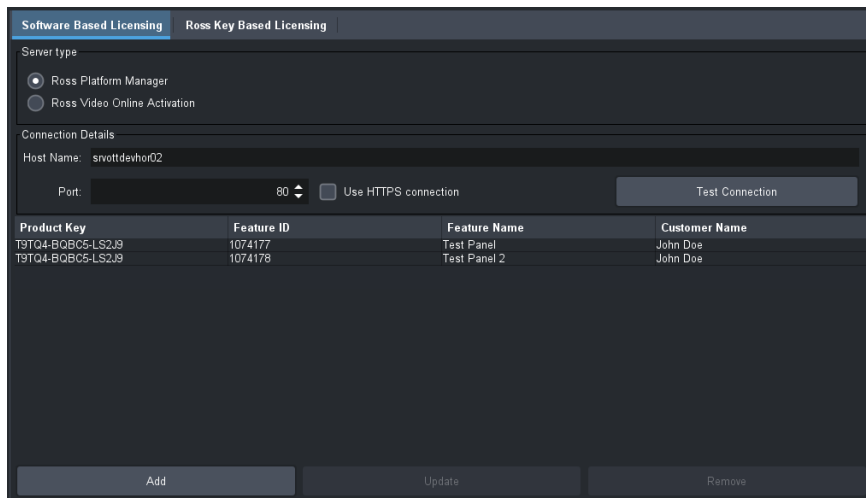 Software Based Licensing Ross Key Based Licensing
Server type
Ross Platform Manager
Ross Video Online Activation
Connection Details
Host Name: srvottdevhor02
Port: 80 Use HTTPS connection Test Connection
Product Key Feature ID Feature Name Customer Name
T9TQ4-BQBC5-LS2J9 1074177 Test Panel John Doe
T9TQ4-BQBC5-LS2J9 1074178 Test Panel 2 John Doe
Add Update Remove